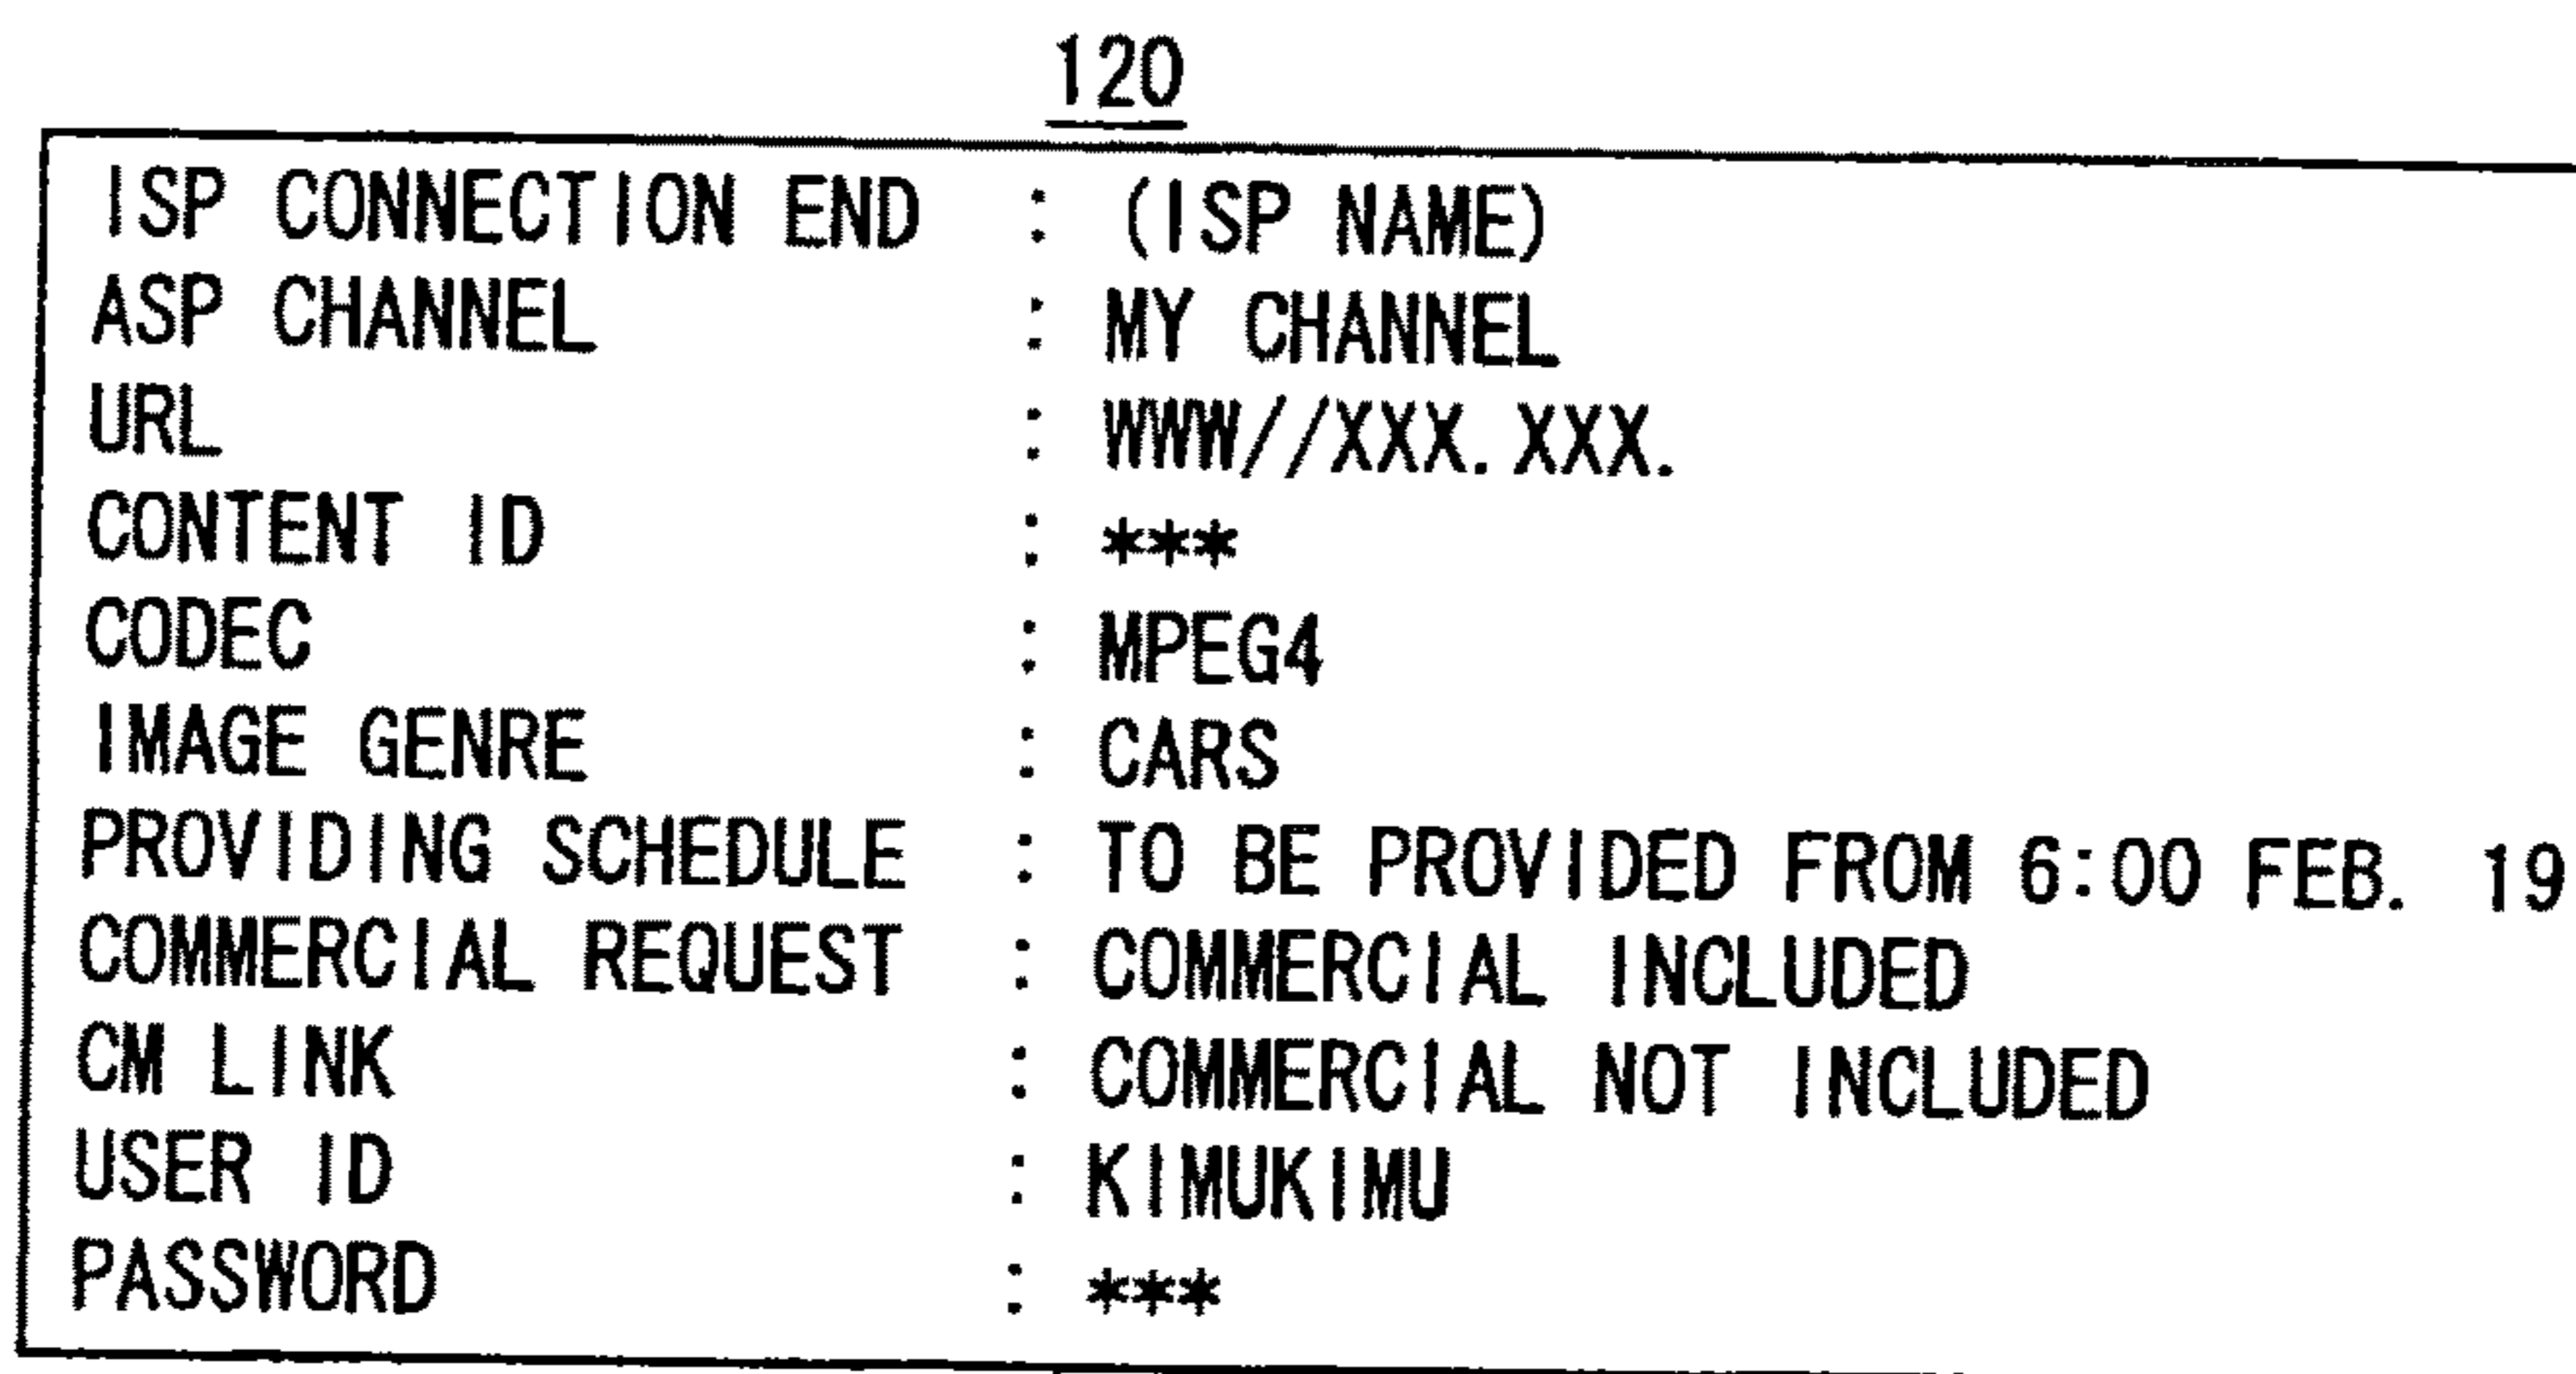 120
ISP CONNECTION END : (ISP NAME)
ASP CHANNEL : MY CHANNEL
URL : WWW//XXX.XXX.
CONTENT ID : ***
CODEC : MPEG4
IMAGE GENRE : CARS
PROVIDING SCHEDULE : TO BE PROVIDED FROM 6:00 FEB. 19
COMMERCIAL REQUEST : COMMERCIAL INCLUDED
CM LINK : COMMERCIAL NOT INCLUDED
USER ID : KIMUKIMU
PASSWORD : ***